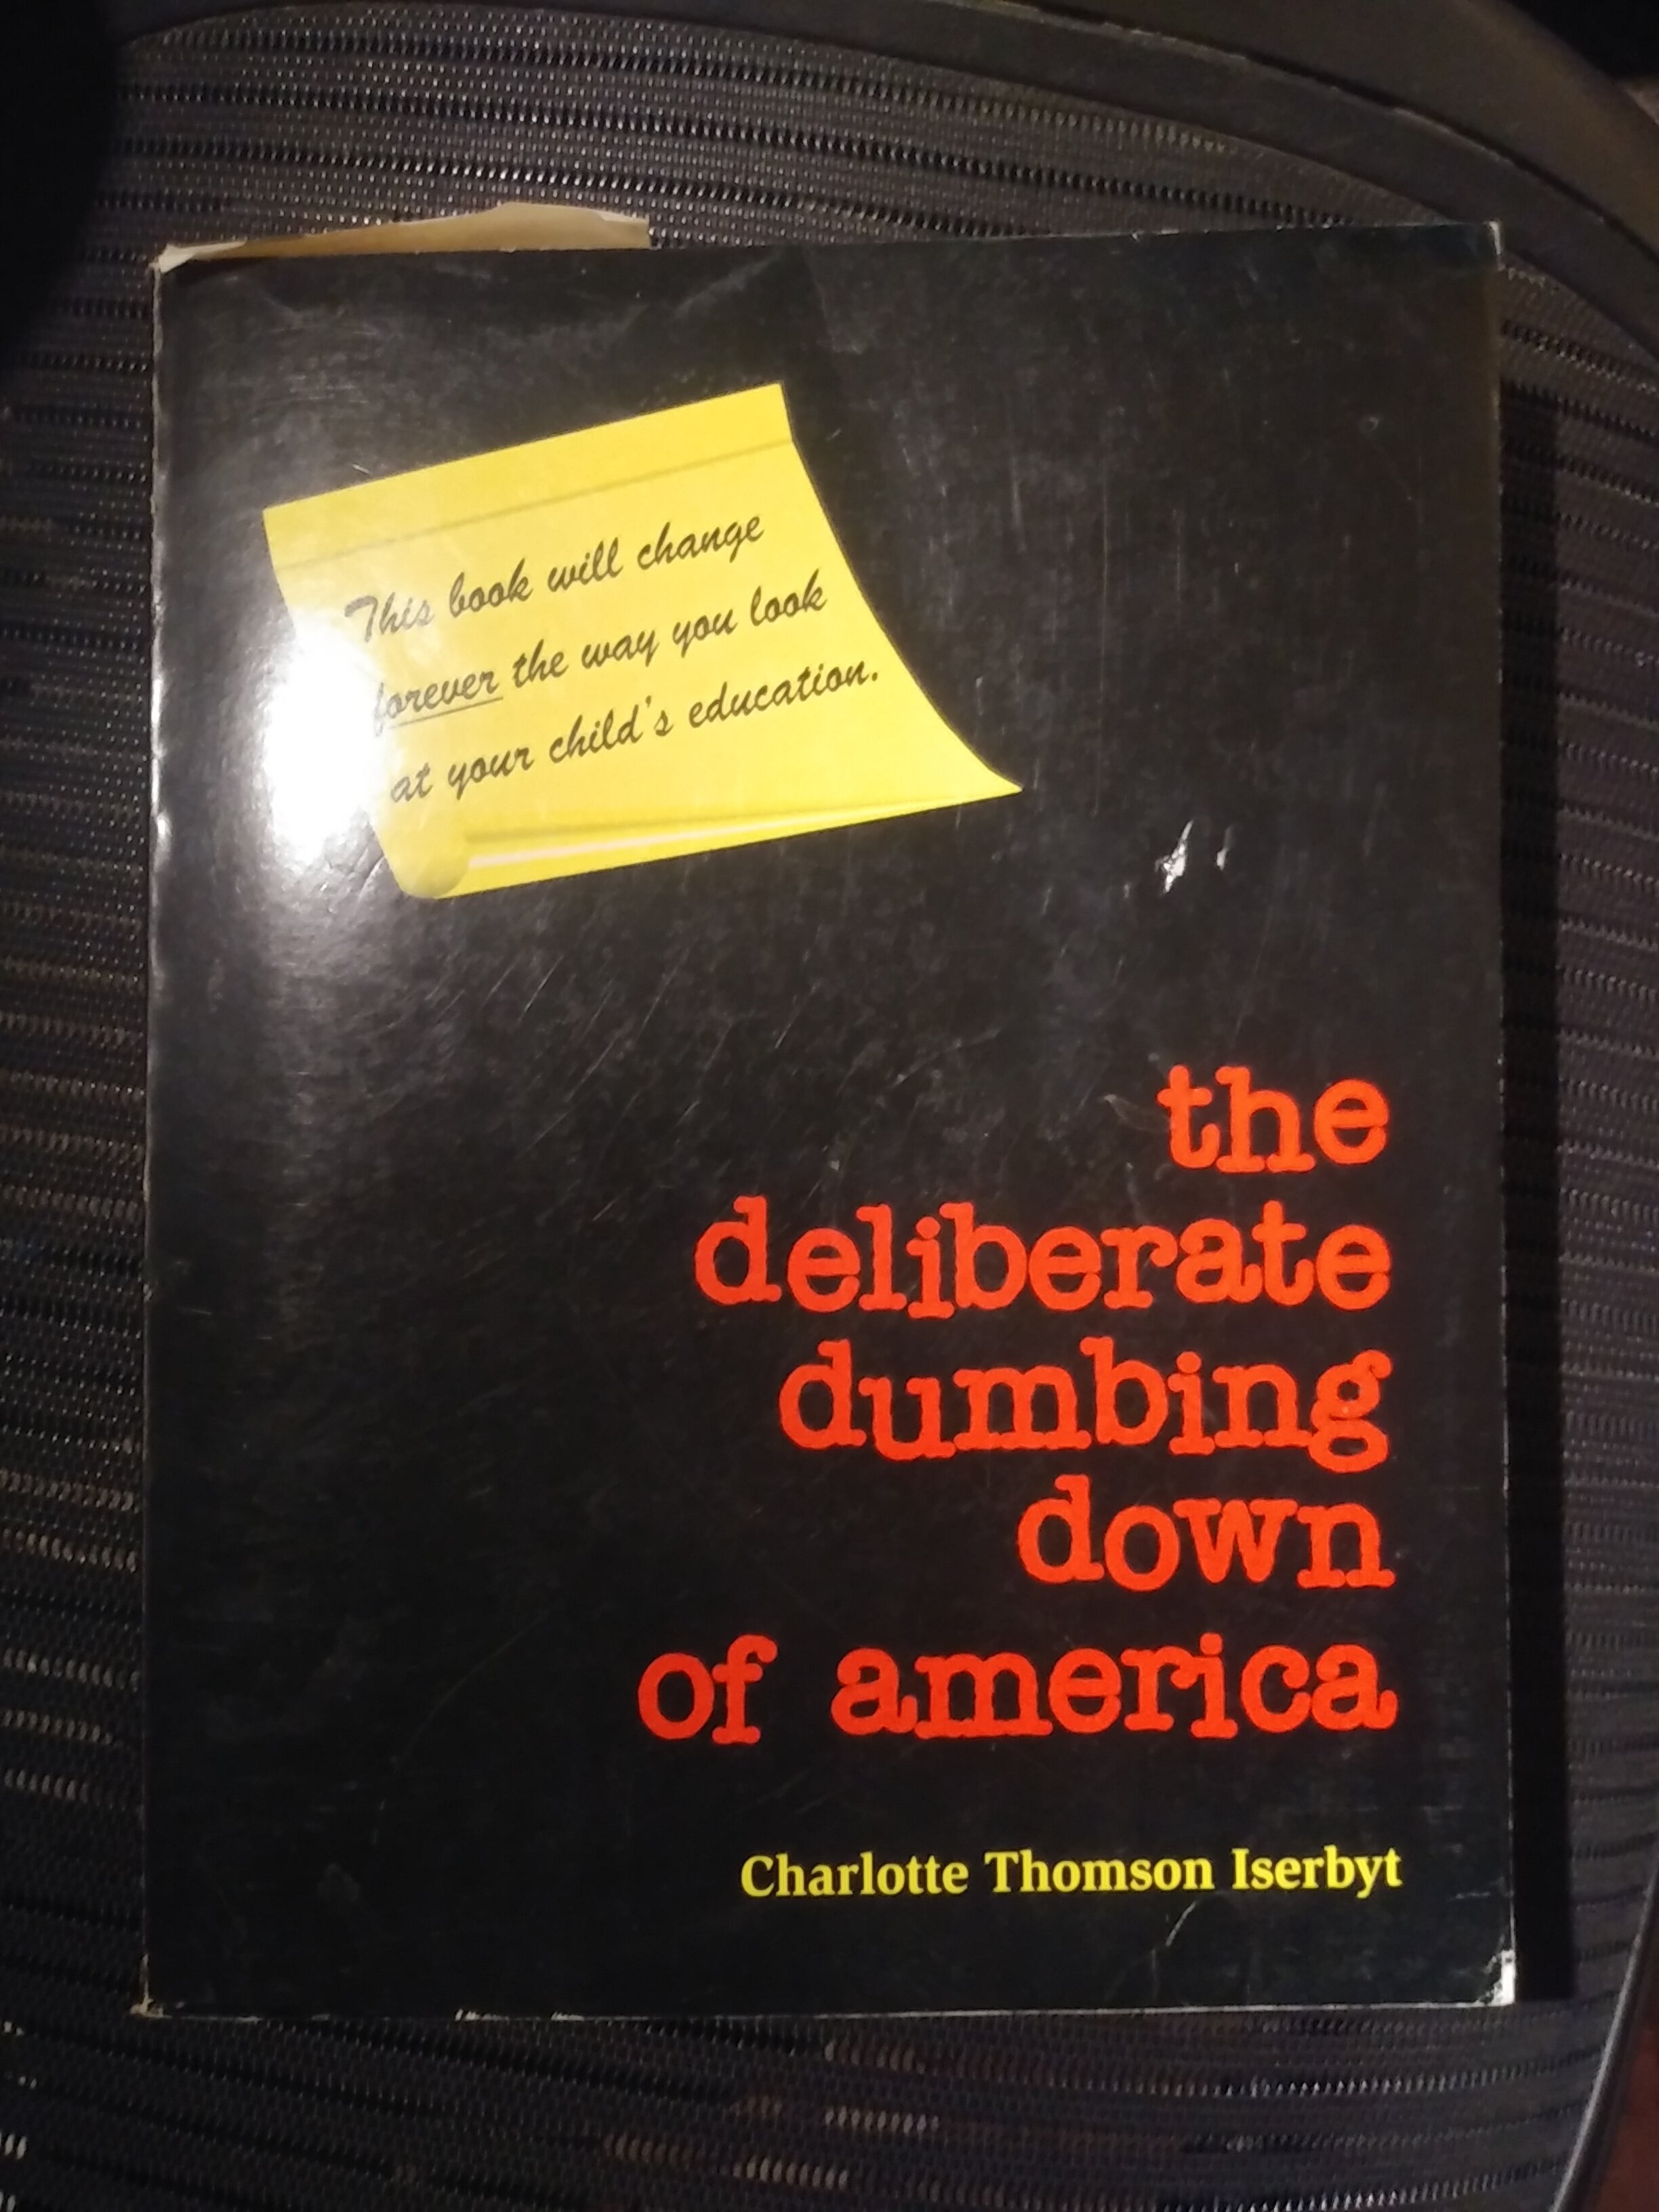 This book will change
forever the way you look
at your child's education.
the
deliberate
dumbing
down
of america
Charlotte Thomson Iserbyt